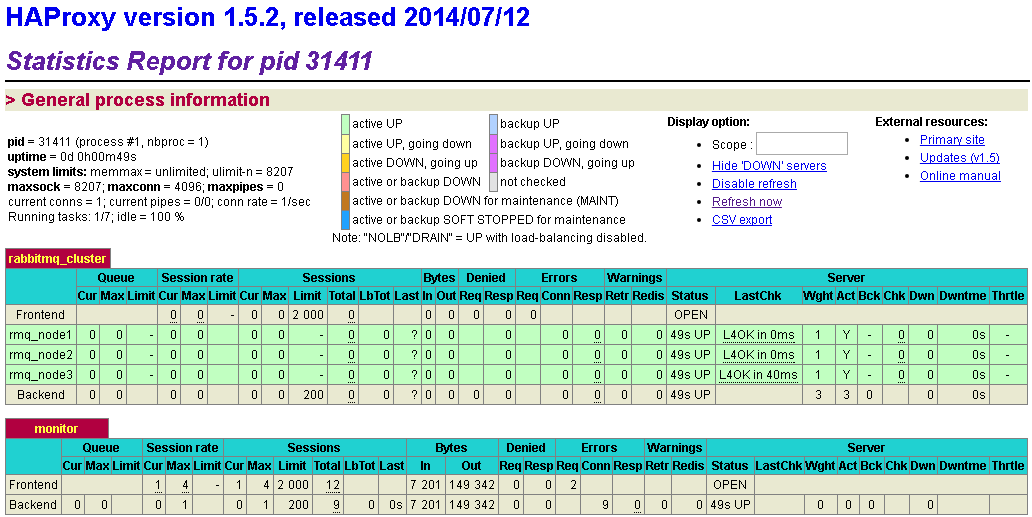 HAProxy version 1.5.2, released 2014/07/12
Statistics Report for pid 31411
> General process information
pid = 31411 (process #1, nbproc = 1)
uptime = 0d 0h00m49s
system limits: memmax = unlimited; ulimit-n = 8207
maxsock = 8207; maxconn = 4096; maxpipes = 0
current conns = 1; current pipes = 0/0; conn rate = 1/sec
Running tasks: 1/7; idle = 100 %
active UP
backup UP
active UP, going down
backup UP, going down
active DOWN, going up
backup DOWN, going up
active or backup DOWN
not checked
active or backup DOWN for maintenance (MAINT)
active or backup SOFT STOPPED for maintenance
Note: "NOLB"/"DRAIN" = UP with load-balancing disabled.
Display option:
• Scope :
• Hide 'DOWN' servers
• Disable refresh
• Refresh now
• CSV export
External resources:
• Primary site
• Updates (v1.5)
• Online manual
rabbitmq_cluster
Queue Session rate Sessions Bytes Denied Errors Warnings Server
Cur Max Limit Cur Max Limit Cur Max Limit Total LbTot Last In Out Req Resp Req Conn Resp Retr Redis Status LastChk Wght Act Bck Chk Dwn Dwntme Thrtle
Frontend 0 0 - 0 0 2 000 0 0 0 0 0 0 OPEN
rmq_node1 0 0 - 0 0 0 0 - 0 0 ? 0 0 0 0 0 0 0 49s UP L4OK in 0ms 1 Y - 0 0 0s -
rmq_node2 0 0 - 0 0 0 0 - 0 0 ? 0 0 0 0 0 0 0 49s UP L4OK in 0ms 1 Y - 0 0 0s -
rmq_node3 0 0 - 0 0 0 0 - 0 0 ? 0 0 0 0 0 0 0 49s UP L4OK in 40ms 1 Y - 0 0 0s -
Backend 0 0 0 0 0 0 200 0 0 ? 0 0 0 0 0 0 0 0 49s UP 3 3 0 0 0s
monitor
Queue Session rate Sessions Bytes Denied Errors Warnings Server
Cur Max Limit Cur Max Limit Cur Max Limit Total LbTot Last In Out Req Resp Req Conn Resp Retr Redis Status LastChk Wght Act Bck Chk Dwn Dwntme Thrtle
Frontend 1 4 - 1 4 2 000 12 7 201 149 342 0 0 2 OPEN
Backend 0 0 0 1 0 1 200 9 0 0s 7 201 149 342 0 0 9 0 0 0 49s UP 0 0 0 0